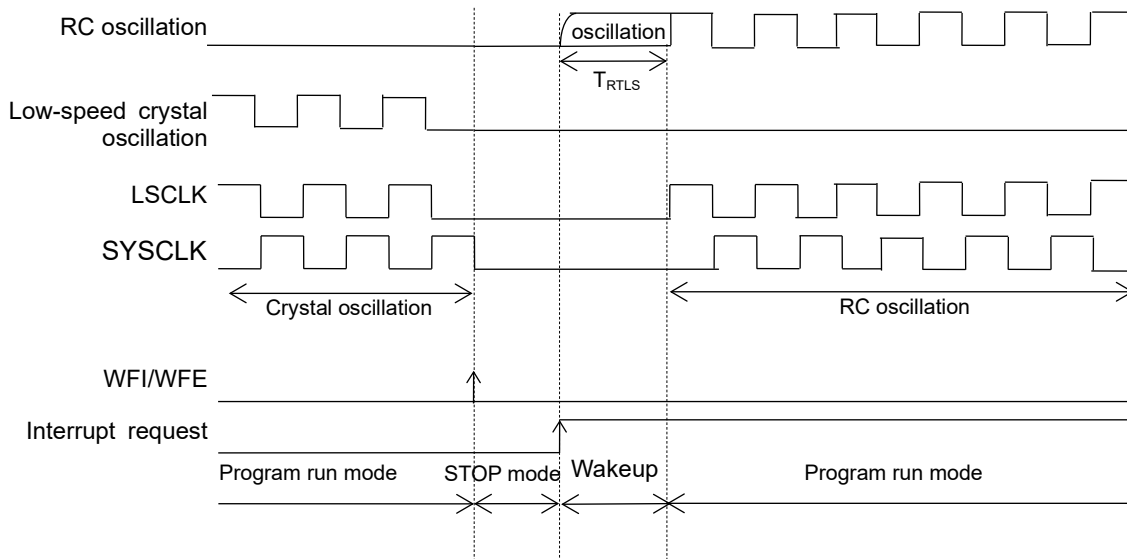 RC oscillation
oscillation
T_RTLS
Low-speed crystal
oscillation
LSCLK
SYSCLK
Crystal oscillation
RC oscillation
WFI/WFE
Interrupt request
Program run mode
STOP mode
Wakeup
Program run mode